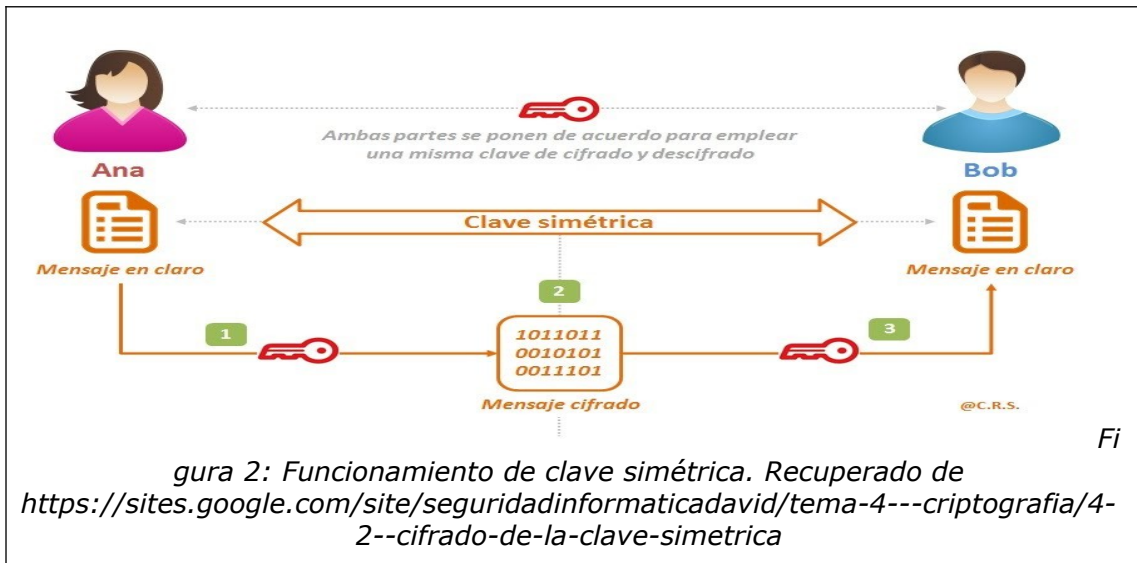 Ambas partes se ponen de acuerdo para emplear
una misma clave de cifrado y descifrado
Ana
Bob
Clave simétrica
Mensaje en claro
Mensaje en claro
1
2
3
1011011
0010101
0011101
Mensaje cifrado
@C.R.S.
Fi
gura 2: Funcionamiento de clave simétrica. Recuperado de
https://sites.google.com/site/seguridadinformaticadavid/tema-4---criptografia/4-
2--cifrado-de-la-clave-simetrica